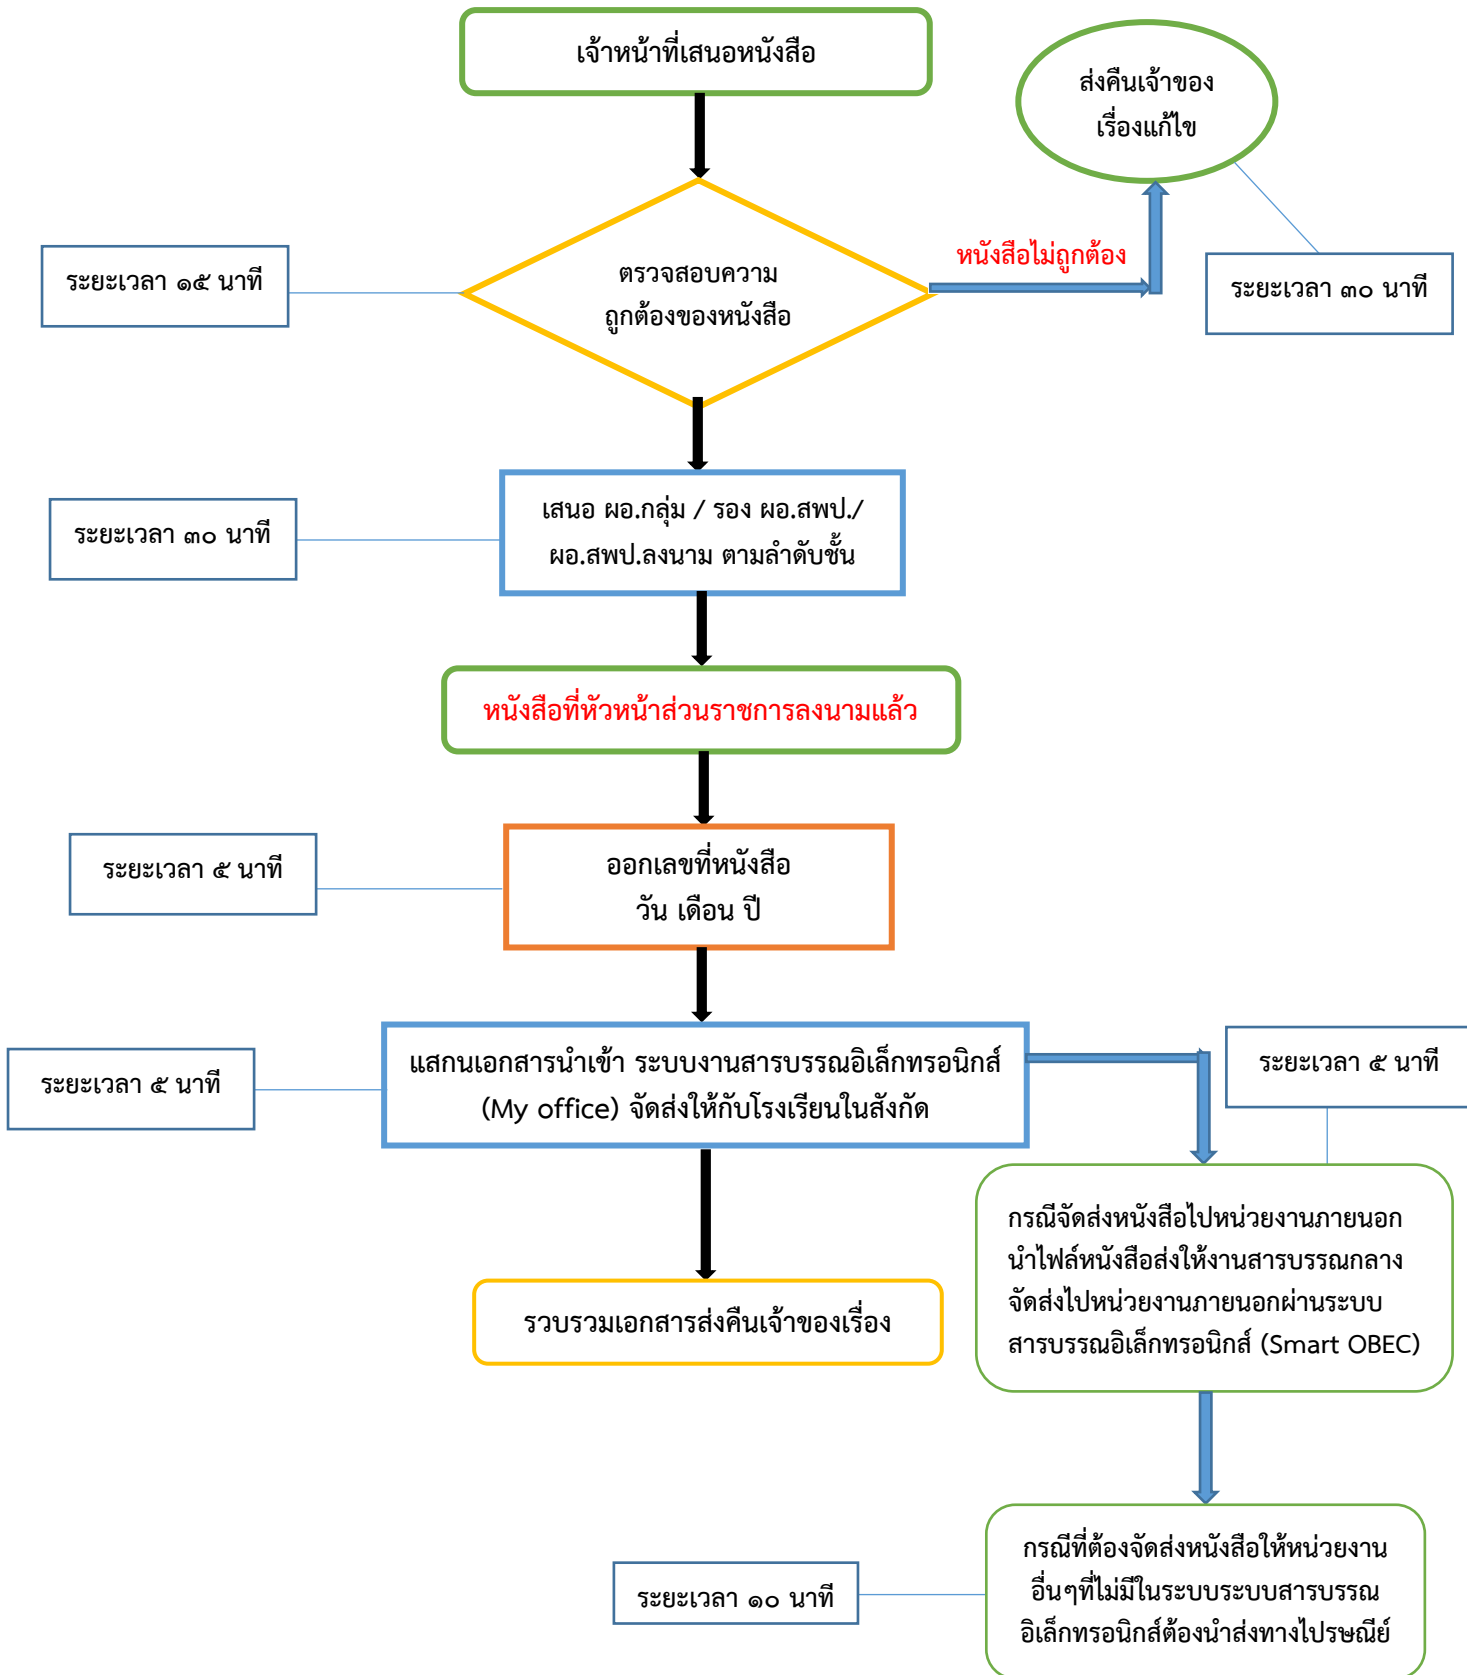 เจ้าหน้าที่เสนอหนังสือ
ส่งคืนเจ้าของ
เรื่องแก้ไข
หนังสือไม่ถูกต้อง
ระยะเวลา ๑๕ นาที
ตรวจสอบความ
ถูกต้องของหนังสือ
ระยะเวลา ๓๐ นาที
ระยะเวลา ๓๐ นาที
เสนอ ผอ.กลุ่ม / รอง ผอ.สพป./
ผอ.สพป.ลงนาม ตามลำดับชั้น
หนังสือที่หัวหน้าส่วนราชการลงนามแล้ว
ระยะเวลา ๕ นาที
ออกเลขที่หนังสือ
วัน เดือน ปี
ระยะเวลา ๕ นาที
แสกนเอกสารนำเข้า ระบบงานสารบรรณอิเล็กทรอนิกส์
(My office) จัดส่งให้กับโรงเรียนในสังกัด
ระยะเวลา ๕ นาที
กรณีจัดส่งหนังสือไปหน่วยงานภายนอก
นำไฟล์หนังสือส่งให้งานสารบรรณกลาง
จัดส่งไปหน่วยงานภายนอกผ่านระบบ
สารบรรณอิเล็กทรอนิกส์ (Smart OBEC)
รวบรวมเอกสารส่งคืนเจ้าของเรื่อง
ระยะเวลา ๑๐ นาที
กรณีที่ต้องจัดส่งหนังสือให้หน่วยงาน
อื่นๆที่ไม่มีในระบบระบบสารบรรณ
อิเล็กทรอนิกส์ต้องนำส่งทางไปรษณีย์